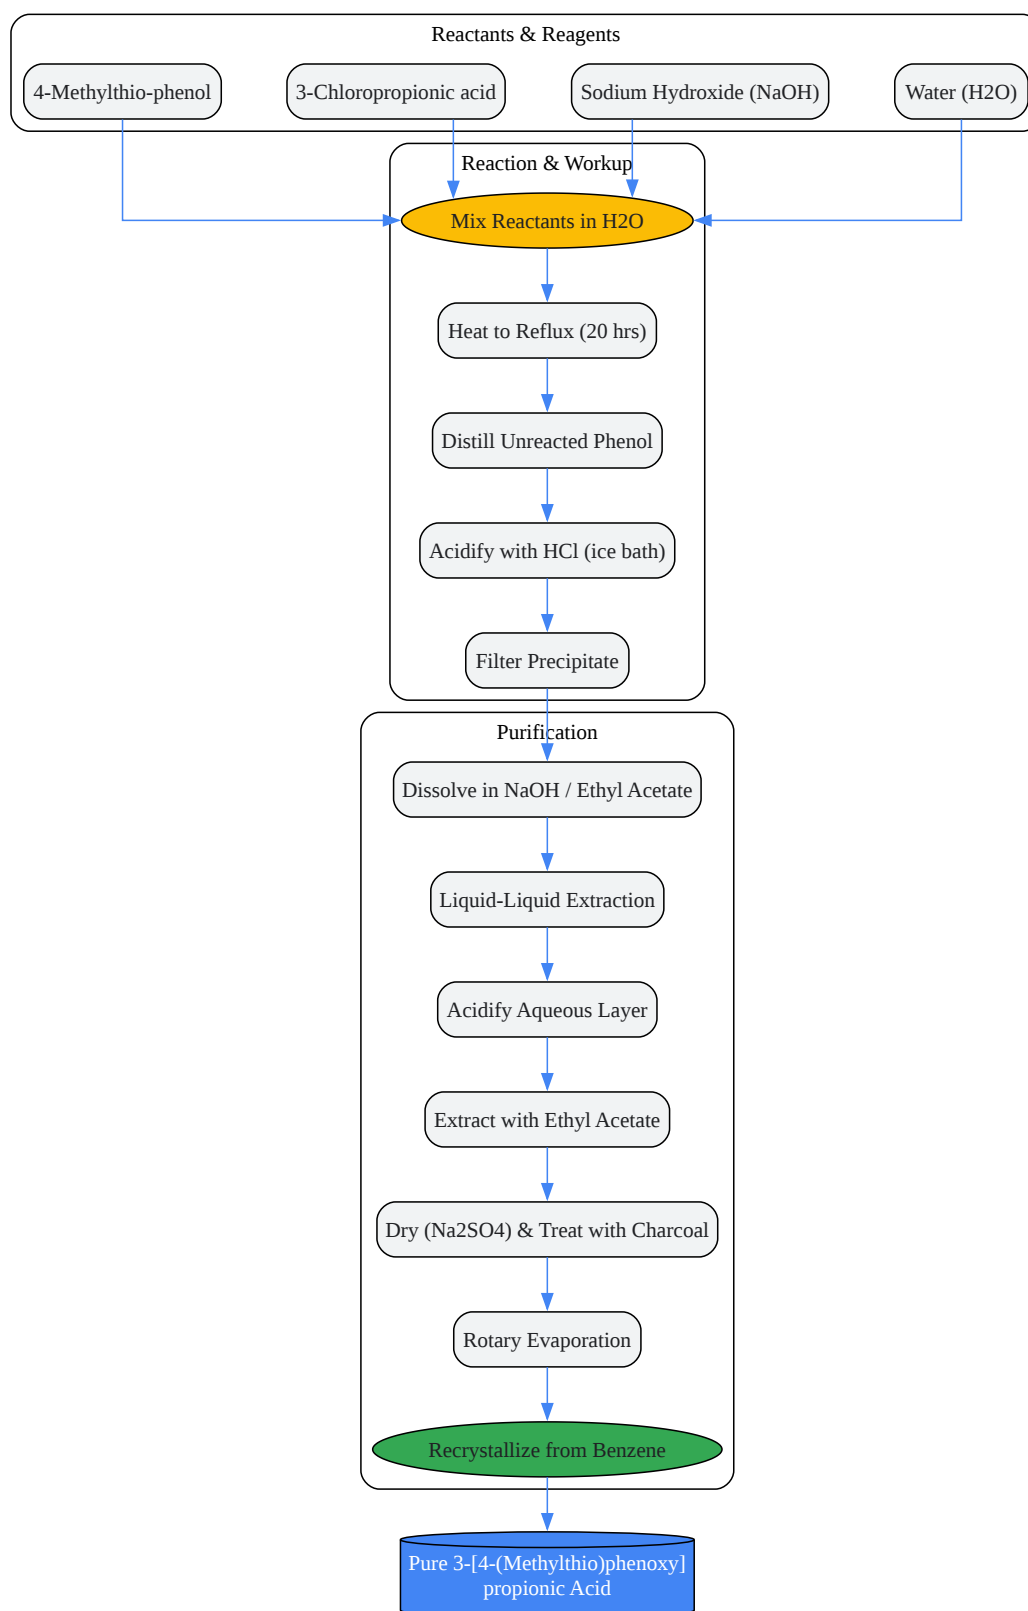 Reactants & Reagents
4-Methylthio-phenol
3-Chloropropionic acid
Sodium Hydroxide (NaOH)
Water (H2O)
Reaction & Workup
Mix Reactants in H2O
Heat to Reflux (20 hrs)
Distill Unreacted Phenol
Acidify with HCl (ice bath)
Filter Precipitate
Purification
Dissolve in NaOH / Ethyl Acetate
Liquid-Liquid Extraction
Acidify Aqueous Layer
Extract with Ethyl Acetate
Dry (Na2SO4) & Treat with Charcoal
Rotary Evaporation
Recrystallize from Benzene
Pure 3-[4-(Methylthio)phenoxy]
propionic Acid